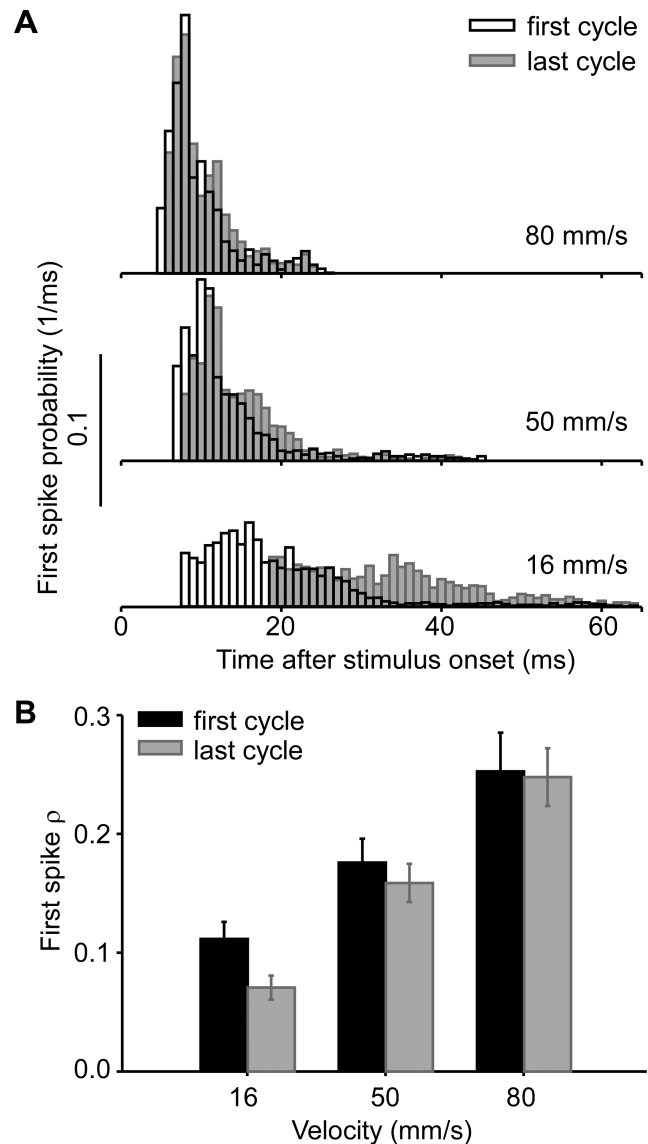 A
first cycle
last cycle
80 mm/s
50 mm/s
16 mm/s
First spike probability (1/ms)
0.1
0 20 40 60
Time after stimulus onset (ms)
B
first cycle
last cycle
0.3
0.2
0.1
0.0
First spike ρ
16 50 80
Velocity (mm/s)